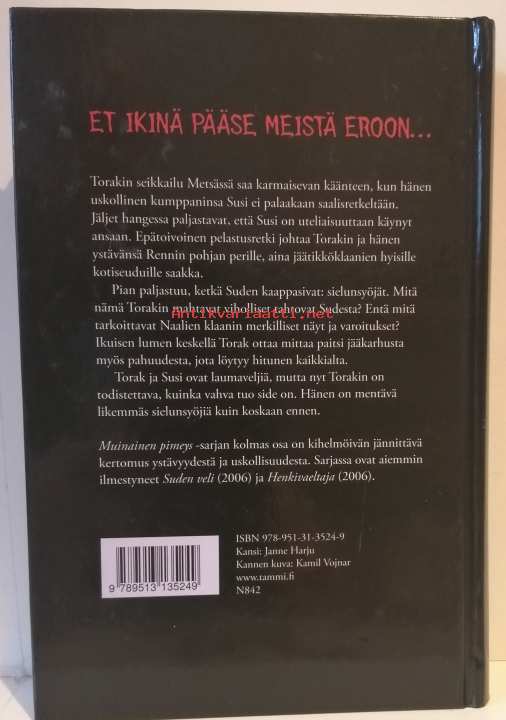 ET IKINÄ PÄÄSE MEISTÄ EROON...
Torakin seikkailu Metsässä saa karmaisevan käänteen, kun hänen
uskollinen kumppaninsa Susi ei palaakaan saalisretkeltään.
Jäljet hangessa paljastavat, että Susi on uteliaisuuttaan käynyt
ansaan. Epätoivoinen pelastusretki johtaa Torakin ja hänen
ystävänsä Rennin pohjan perille, aina jäätikköklaanien hyisille
kotiseuduille saakka.
Pian paljastuu, ketkä Suden kaappasivat: sielunsyöjät. Mitä
nämä Torakin mahtavat viholliset tahtovat Sudesta? Entä mitä
Antikvariaatti.net
tarkoittavat Naalien klaanin merkilliset näyt ja varoitukset?
Ikuisen lumen keskellä Torak ottaa mittaa paitsi jääkarhusta
myös pahuudesta, jota löytyy hitunen kaikkialta.
Torak ja Susi ovat laumaveljiä, mutta nyt Torakin on
todistettava, kuinka vahva tuo side on. Hänen on mentävä
likemmäs sielunsyöjiä kuin koskaan ennen.
Muinainen pimeys -sarjan kolmas osa on kihelmöivän jännittävä
kertomus ystävyydestä ja uskollisuudesta. Sarjassa ovat aiemmin
ilmestyneet Suden veli (2006) ja Henkivaeltaja (2006).
ISBN 978-951-31-3524-9
Kansi: Janne Harju
Kannen kuva: Kamil Vojnar
www.tammi.fi
N842
9 789513 135249